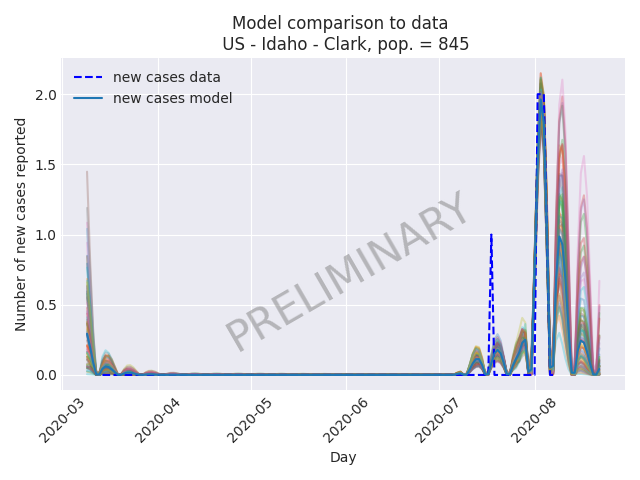 Model comparison to data
US - Idaho - Clark, pop. = 845
new cases data
new cases model
Number of new cases reported
2.0
1.5
1.0
0.5
0.0
PRELIMINARY
2020-03
2020-04
2020-05
2020-06
2020-07
2020-08
Day